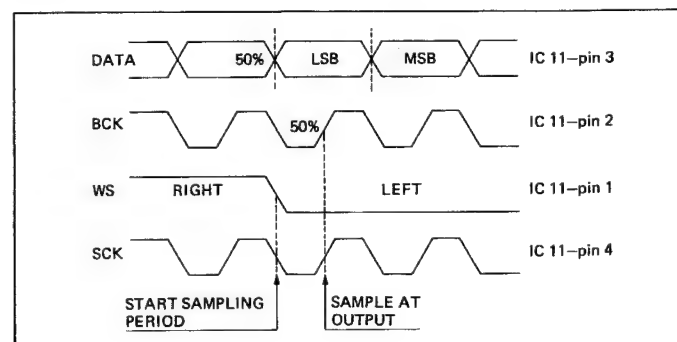 DATA 50% LSB MSB IC 11–pin 3
BCK 50% IC 11–pin 2
WS RIGHT LEFT IC 11–pin 1
SCK IC 11–pin 4
START SAMPLING PERIOD
SAMPLE AT OUTPUT